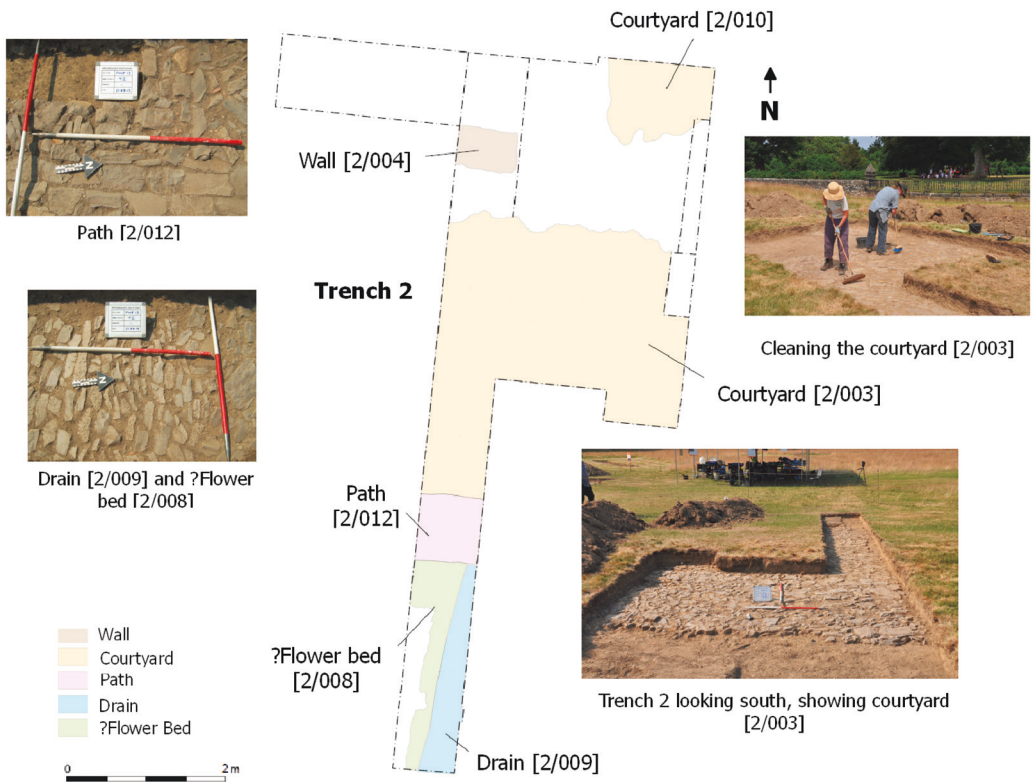 Courtyard [2/010]
N
Wall [2/004]
Path [2/012]
Trench 2
Cleaning the courtyard [2/003]
Courtyard [2/003]
Drain [2/009] and ?Flower
bed [2/008]
Path
[2/012]
?Flower bed
[2/008]
Wall
Courtyard
Path
Drain
?Flower Bed
Trench 2 looking south, showing courtyard
[2/003]
Drain [2/009]
0
2 m
N
N